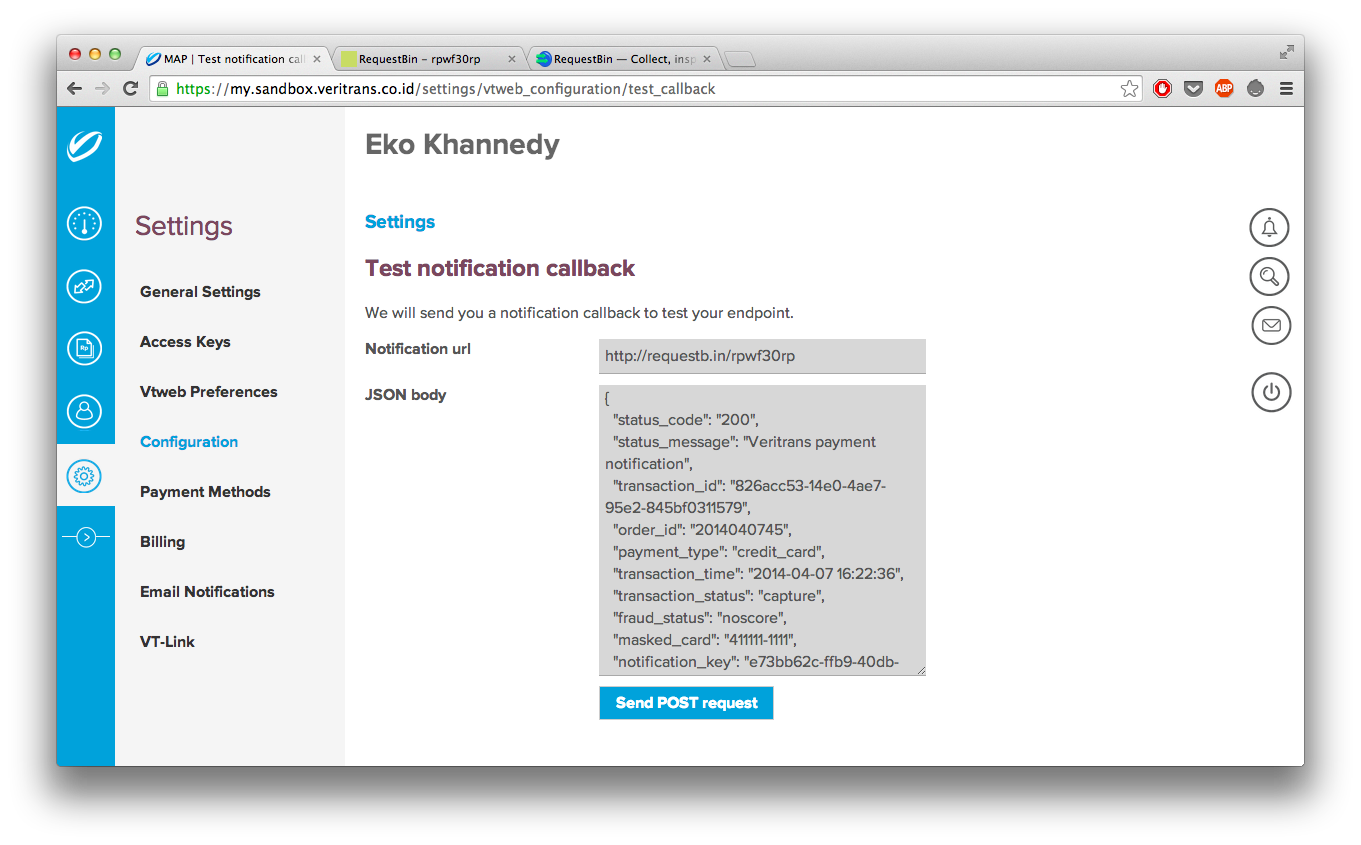 MAP | Test notification call
RequestBin – rpwf30rp
RequestBin — Collect, insp
https://my.sandbox.veritrans.co.id/settings/vtweb_configuration/test_callback
ABP
Eko Khannedy
Settings
General Settings
Access Keys
Vtweb Preferences
Configuration
Payment Methods
Billing
Email Notifications
VT-Link
Rp
Settings
Test notification callback
We will send you a notification callback to test your endpoint.
Notification url
http://requestb.in/rpwf30rp
JSON body
{
"status_code": "200",
"status_message": "Veritrans payment
notification",
"transaction_id": "826acc53-14e0-4ae7-
95e2-845bf0311579",
"order_id": "2014040745",
"payment_type": "credit_card",
"transaction_time": "2014-04-07 16:22:36",
"transaction_status": "capture",
"fraud_status": "noscore",
"masked_card": "411111-1111",
"notification_key": "e73bb62c-ffb9-40db-
Send POST request